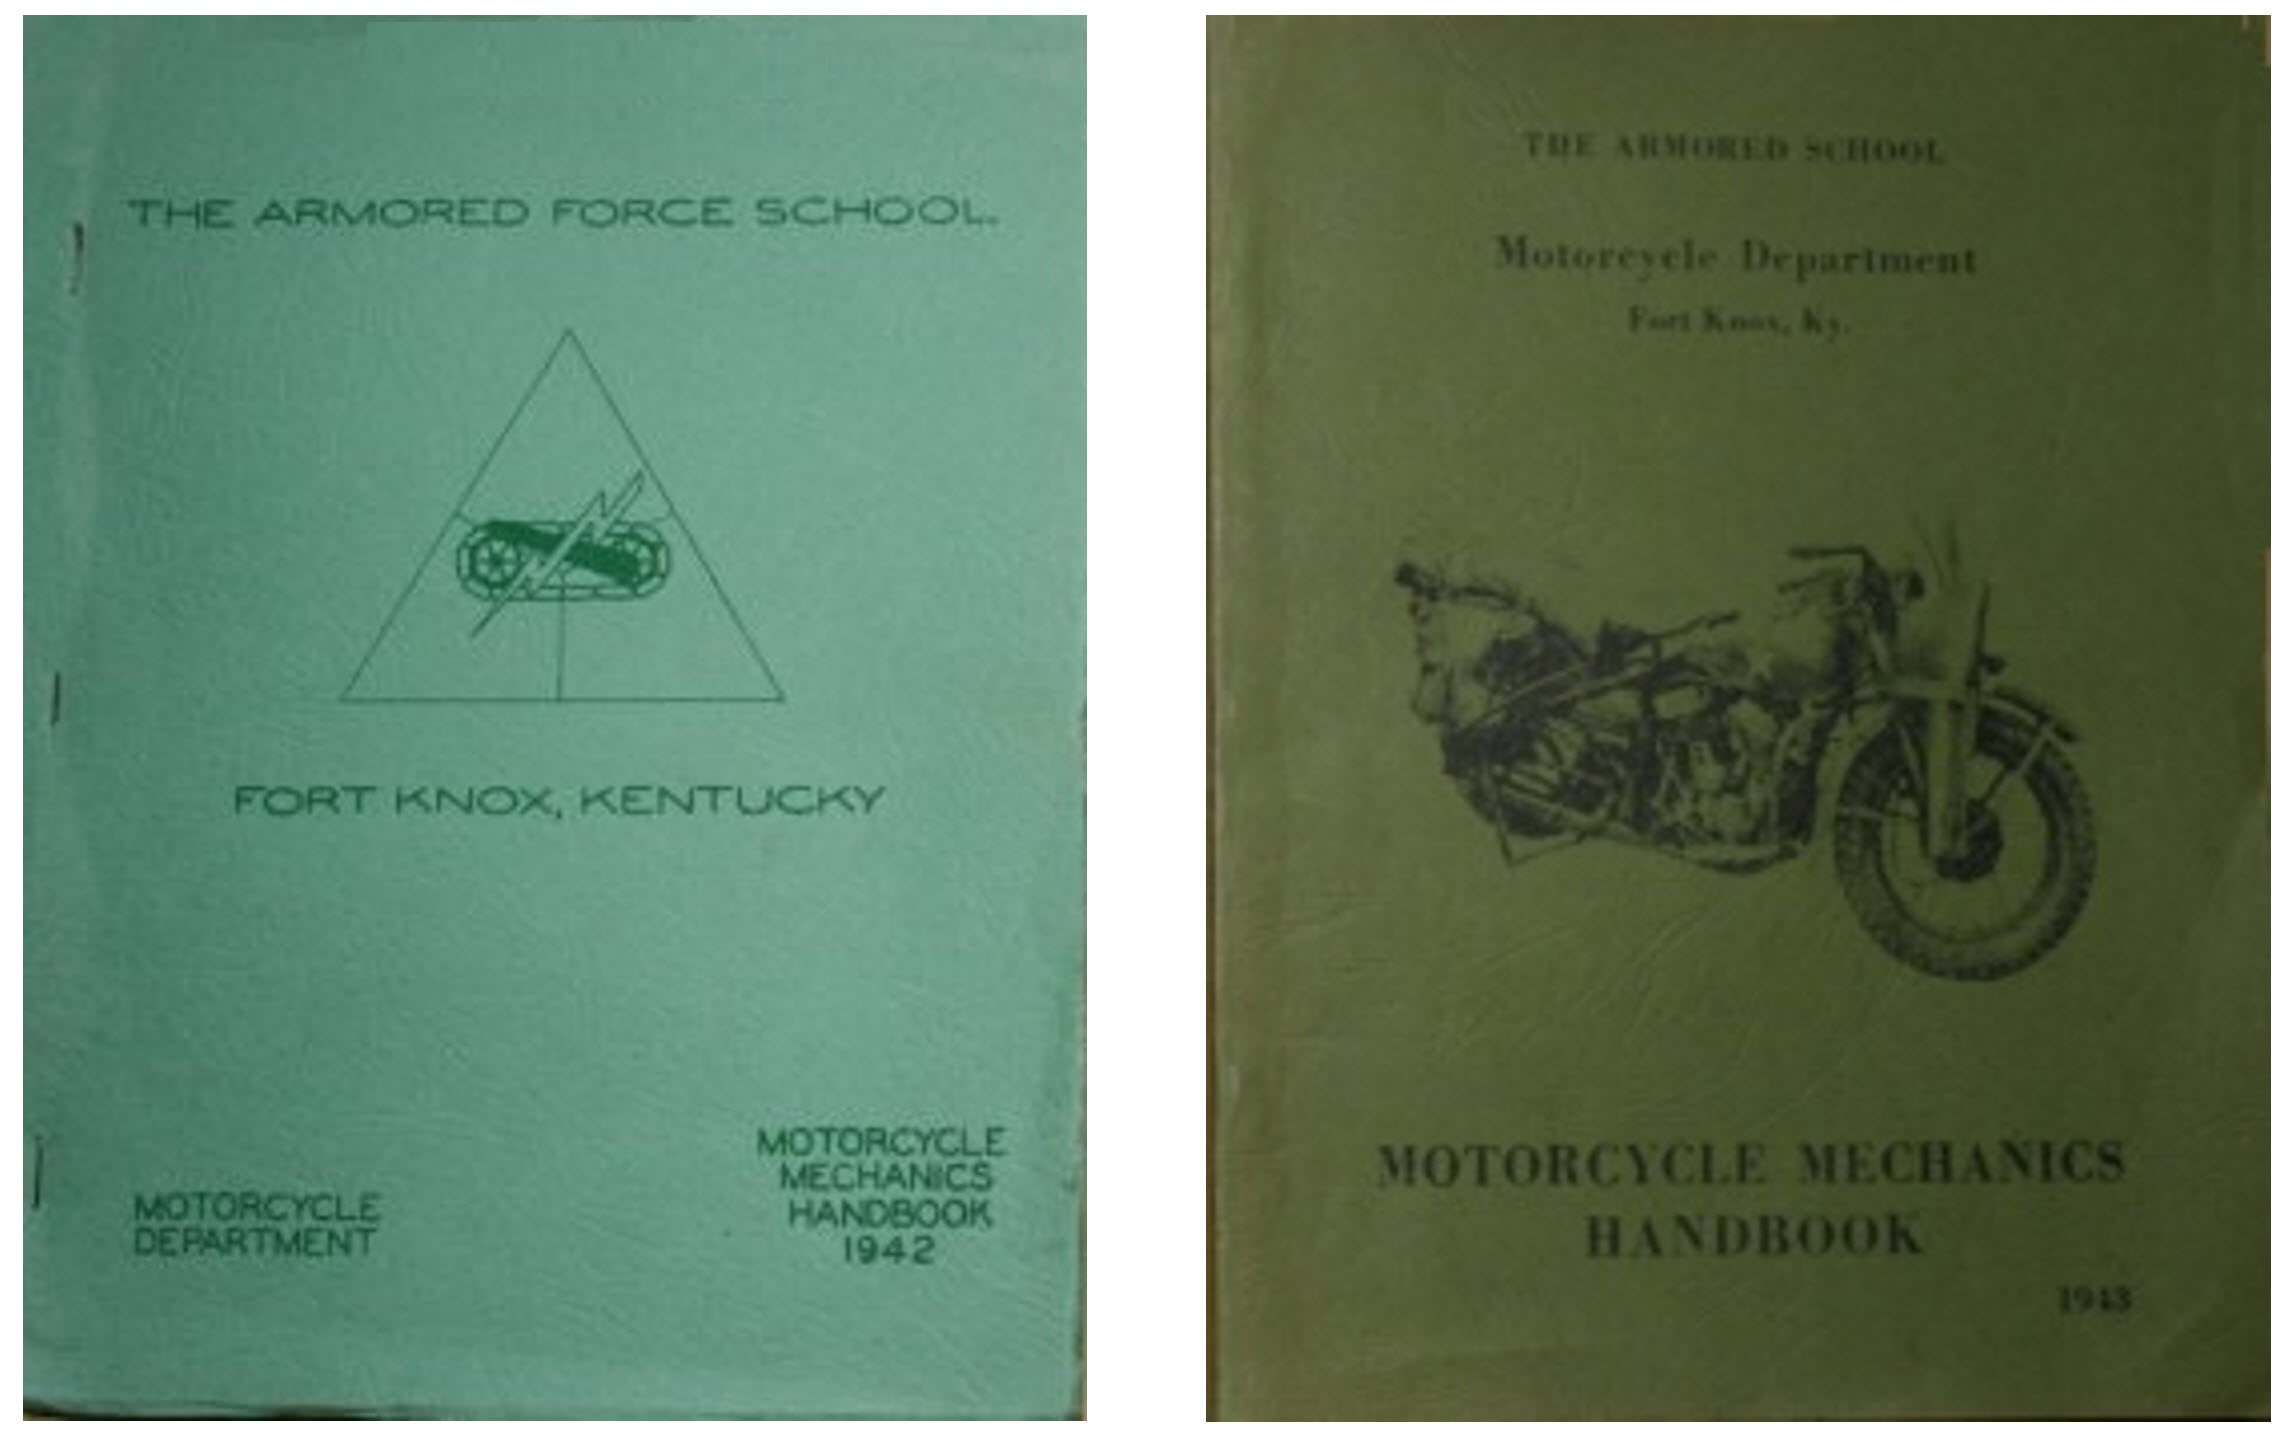 THE ARMORED FORCE SCHOOL.
FORT KNOX, KENTUCKY
MOTORCYCLE
DEPARTMENT
MOTORCYCLE
MECHANICS
HANDBOOK
1942
THE ARMORED SCHOOL
Motorcycle Department
Fort Knox, Ky.
MOTORCYCLE MECHANICS
HANDBOOK
1943